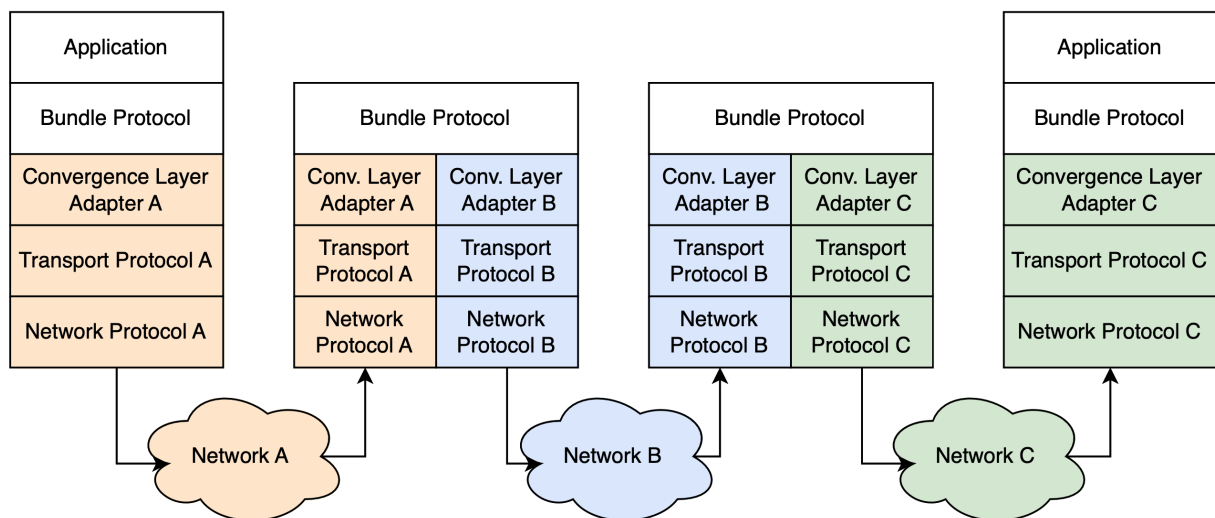 Application
Bundle Protocol
Convergence Layer
Adapter A
Transport Protocol A
Network Protocol A
Bundle Protocol
Conv. Layer
Adapter A
Conv. Layer
Adapter B
Transport
Protocol A
Transport
Protocol B
Network
Protocol A
Network
Protocol B
Bundle Protocol
Conv. Layer
Adapter B
Conv. Layer
Adapter C
Transport
Protocol B
Transport
Protocol C
Network
Protocol B
Network
Protocol C
Application
Bundle Protocol
Convergence Layer
Adapter C
Transport Protocol C
Network Protocol C
Network A
Network B
Network C